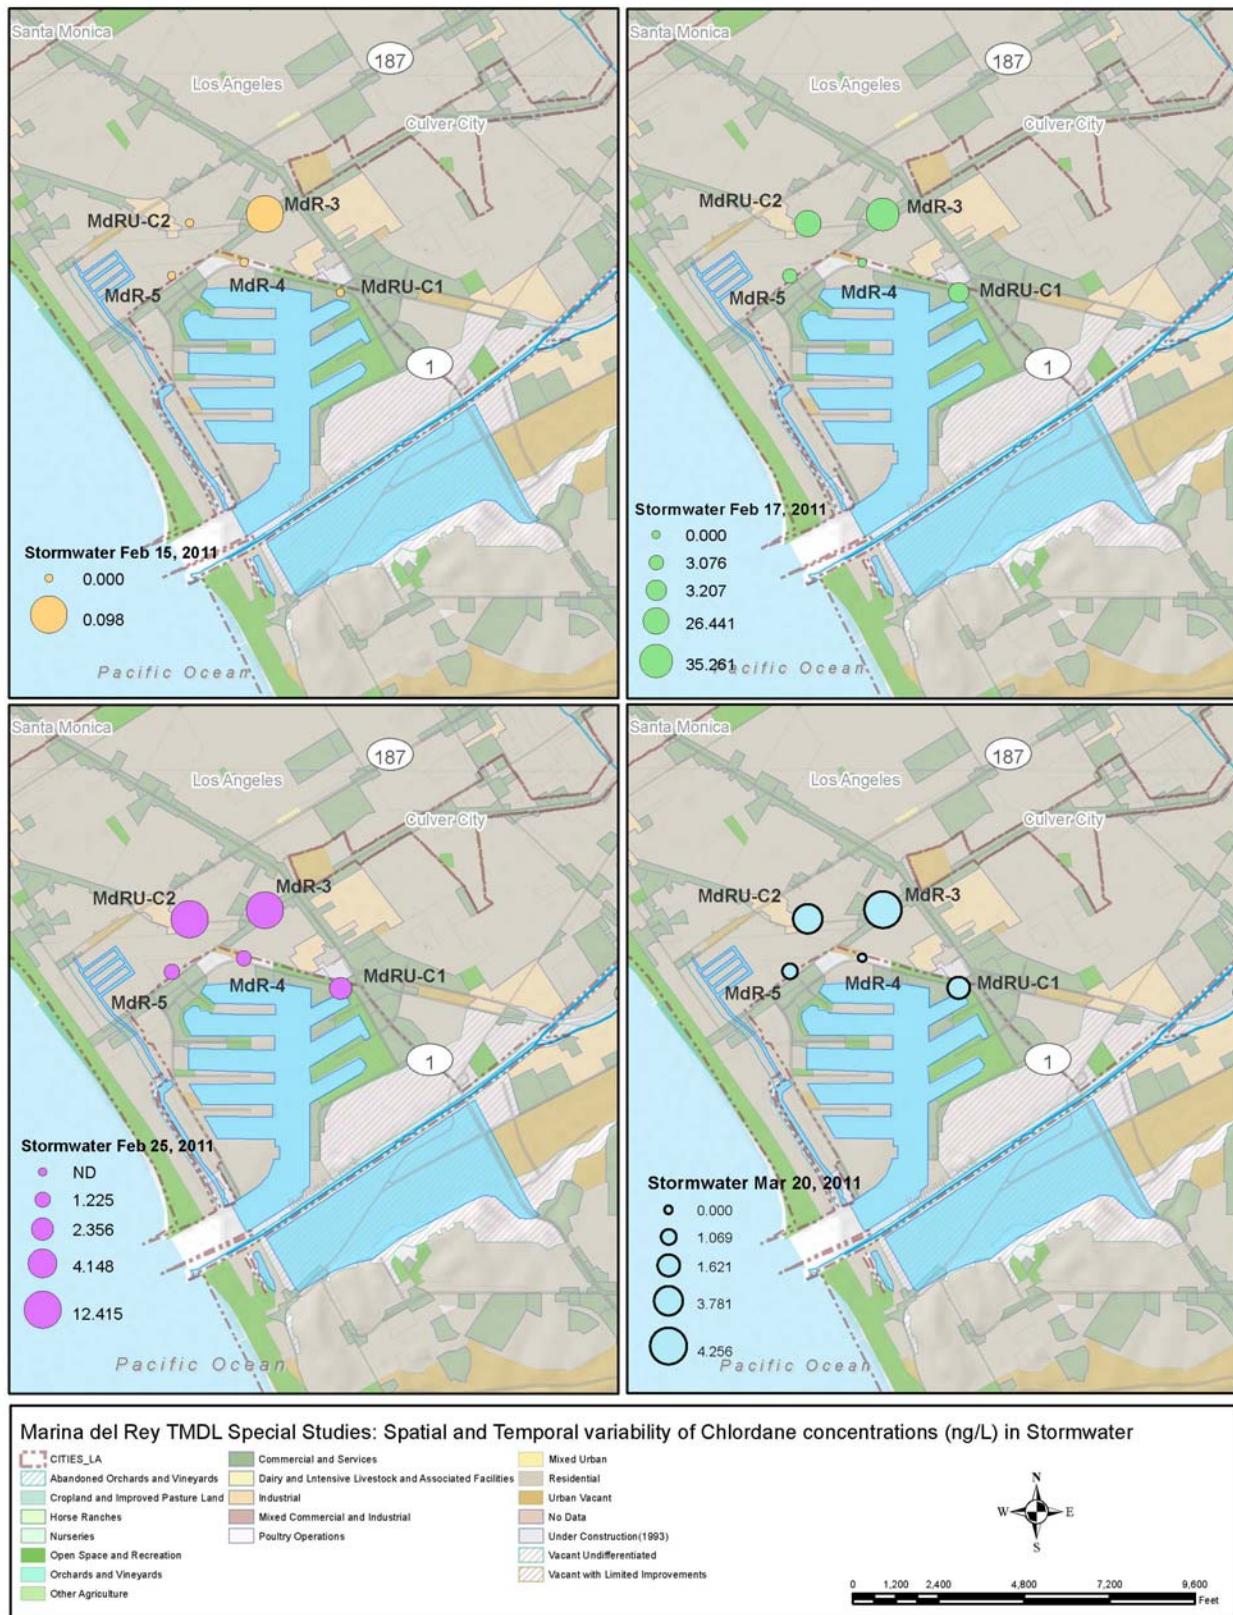 Santa Monica
187
Los Angeles
Culver City
MdRU-C2
MdR-3
MdR-5
MdR-4
MdRU-C1
1
Stormwater Feb 15, 2011
0.000
0.098
Pacific Ocean
Santa Monica
187
Los Angeles
Culver City
MdRU-C2
MdR-3
MdR-5
MdR-4
MdRU-C1
1
Stormwater Feb 17, 2011
0.000
3.076
3.207
26.441
35.261
Pacific Ocean
Santa Monica
187
Los Angeles
Culver City
MdRU-C2
MdR-3
MdR-5
MdR-4
MdRU-C1
1
Stormwater Feb 25, 2011
ND
1.225
2.356
4.148
12.415
Pacific Ocean
Santa Monica
187
Los Angeles
Culver City
MdRU-C2
MdR-3
MdR-5
MdR-4
MdRU-C1
1
Stormwater Mar 20, 2011
0.000
1.069
1.621
3.781
4.256
Pacific Ocean
Marina del Rey TMDL Special Studies: Spatial and Temporal variability of Chlordane concentrations (ng/L) in Stormwater
CITIES_LA
Abandoned Orchards and Vineyards
Cropland and Improved Pasture Land
Horse Ranches
Nurseries
Open Space and Recreation
Orchards and Vineyards
Other Agriculture
Commercial and Services
Dairy and Lntensive Livestock and Associated Facilities
Industrial
Mixed Commercial and Industrial
Poultry Operations
Mixed Urban
Residential
Urban Vacant
No Data
Under Construction(1993)
Vacant Undifferentiated
Vacant with Limited Improvements
N
W E
S
0 1,200 2,400 4,800 7,200 9,600
Feet